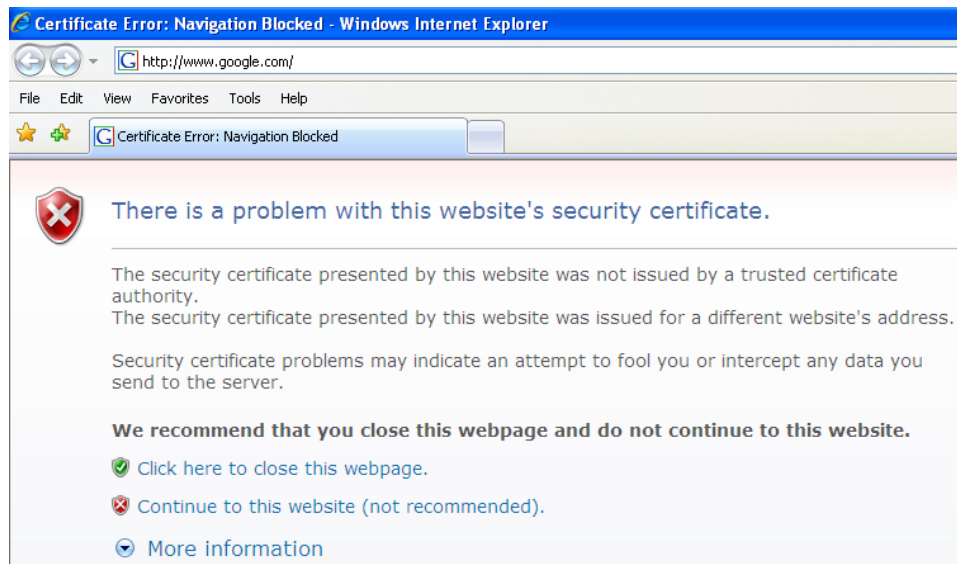 Certificate Error: Navigation Blocked - Windows Internet Explorer
http://www.google.com/
File Edit View Favorites Tools Help
Certificate Error: Navigation Blocked
There is a problem with this website's security certificate.
The security certificate presented by this website was not issued by a trusted certificate
authority.
The security certificate presented by this website was issued for a different website's address.
Security certificate problems may indicate an attempt to fool you or intercept any data you
send to the server.
We recommend that you close this webpage and do not continue to this website.
Click here to close this webpage.
Continue to this website (not recommended).
More information